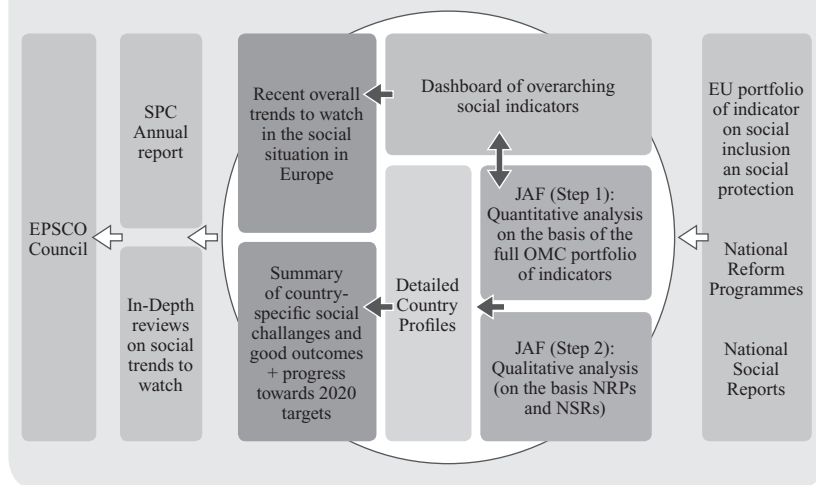 EPSCO
Council
SPC
Annual
report
In-Depth
reviews
on social
trends to
watch
Recent overall
trends to watch
in the social
situation in
Europe
Summary
of country-
specific social
challanges and
good outcomes
+ progress
towards 2020
targets
Dashboard of overarching
social indicators
Detailed
Country
Profiles
JAF (Step 1):
Quantitative analysis
on the basis of the
full OMC portfolio
of indicators
JAF (Step 2):
Qualitative analysis
(on the basis NRPs
and NSRs)
EU portfolio
of indicator
on social
inclusion
an social
protection
National
Reform
Programmes
National
Social
Reports